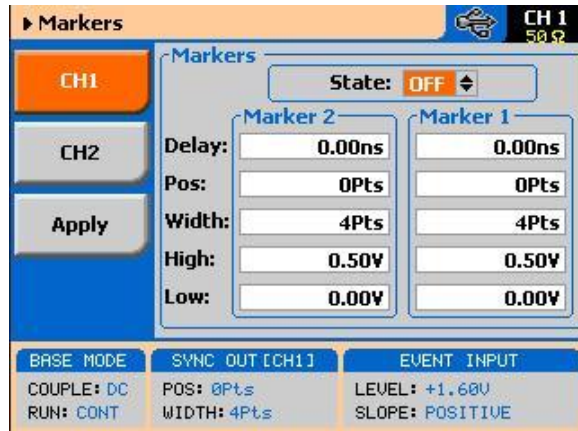 Markers
CH 1
50 Ω
CH1
CH2
Apply
Markers
State: OFF
Marker 2 Marker 1
Delay: 0.00ns 0.00ns
Pos: 0Pts 0Pts
Width: 4Pts 4Pts
High: 0.50V 0.50V
Low: 0.00V 0.00V
BASE MODE
COUPLE: DC
RUN: CONT
SYNC OUT [CH1]
POS: 0Pts
WIDTH: 4Pts
EVENT INPUT
LEVEL: +1.60V
SLOPE: POSITIVE